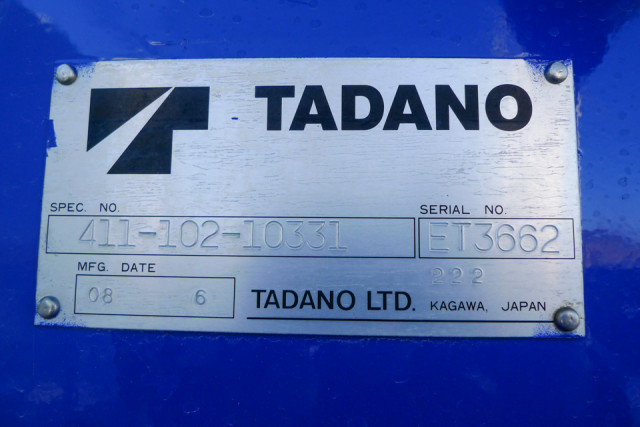 TADANO
SPEC. NO.
411-102-10331
SERIAL NO.
ET3662
222
MFG. DATE
08 6
TADANO LTD. KAGAWA, JAPAN